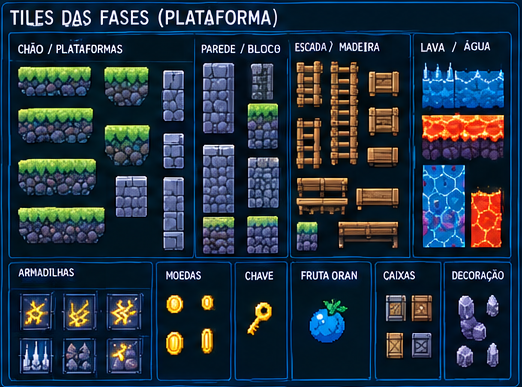 TILES DAS FASES (PLATAFORMA)
CHÃO / PLATAFORMAS
PAREDE / BLOCO
ESCADA / MADEIRA
LAVA / ÁGUA
ARMADILHAS
MOEDAS
CHAVE
FRUTA ORAN
CAIXAS
DECORAÇÃO